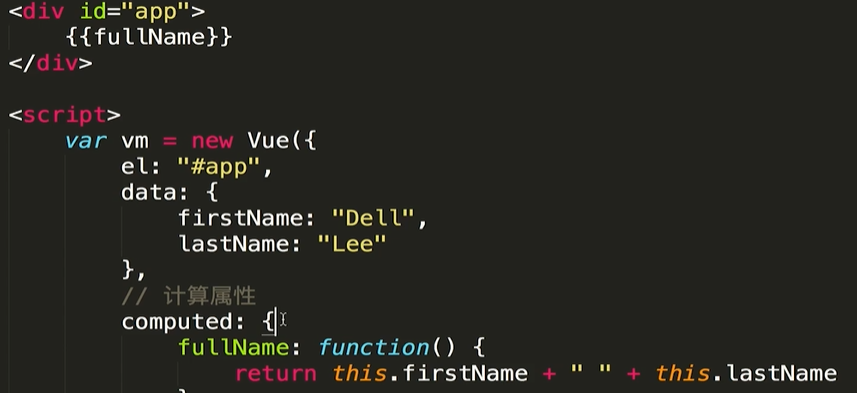 <div id="app">
    {{fullName}}
</div>
<script>
    var vm = new Vue({
        el: "#app",
        data: {
            firstName: "Dell",
            lastName: "Lee"
        },
        // 计算属性
        computed: {
            fullName: function() {
                return this.firstName + " " + this.lastName